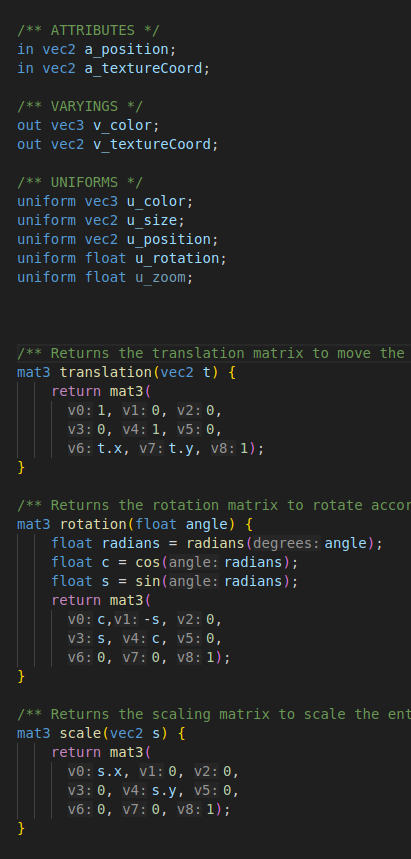 /** ATTRIBUTES */
in vec2 a_position;
in vec2 a_textureCoord;
/** VARYINGS */
out vec3 v_color;
out vec2 v_textureCoord;
/** UNIFORMS */
uniform vec3 u_color;
uniform vec2 u_size;
uniform vec2 u_position;
uniform float u_rotation;
uniform float u_zoom;
/** Returns the translation matrix to move the
mat3 translation(vec2 t) {
return mat3(
v0: 1, v1: 0, v2: 0,
v3: 0, v4: 1, v5: 0,
v6: t.x, v7: t.y, v8: 1);
}
/** Returns the rotation matrix to rotate accor
mat3 rotation(float angle) {
float radians = radians(degrees: angle);
float c = cos(angle: radians);
float s = sin(angle: radians);
return mat3(
v0: c,v1: -s, v2: 0,
v3: s, v4: c, v5: 0,
v6: 0, v7: 0, v8: 1);
}
/** Returns the scaling matrix to scale the ent
mat3 scale(vec2 s) {
return mat3(
v0: s.x, v1: 0, v2: 0,
v3: 0, v4: s.y, v5: 0,
v6: 0, v7: 0, v8: 1);
}